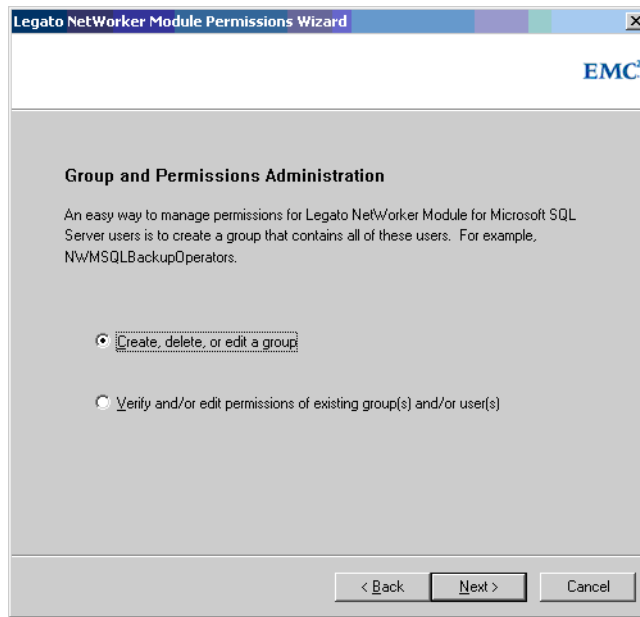 Legato NetWorker Module Permissions Wizard
EMC²
Group and Permissions Administration
An easy way to manage permissions for Legato NetWorker Module for Microsoft SQL
Server users is to create a group that contains all of these users. For example,
NWMSQLBackupOperators.
Create, delete, or edit a group
Verify and/or edit permissions of existing group(s) and/or user(s)
< Back
Next >
Cancel